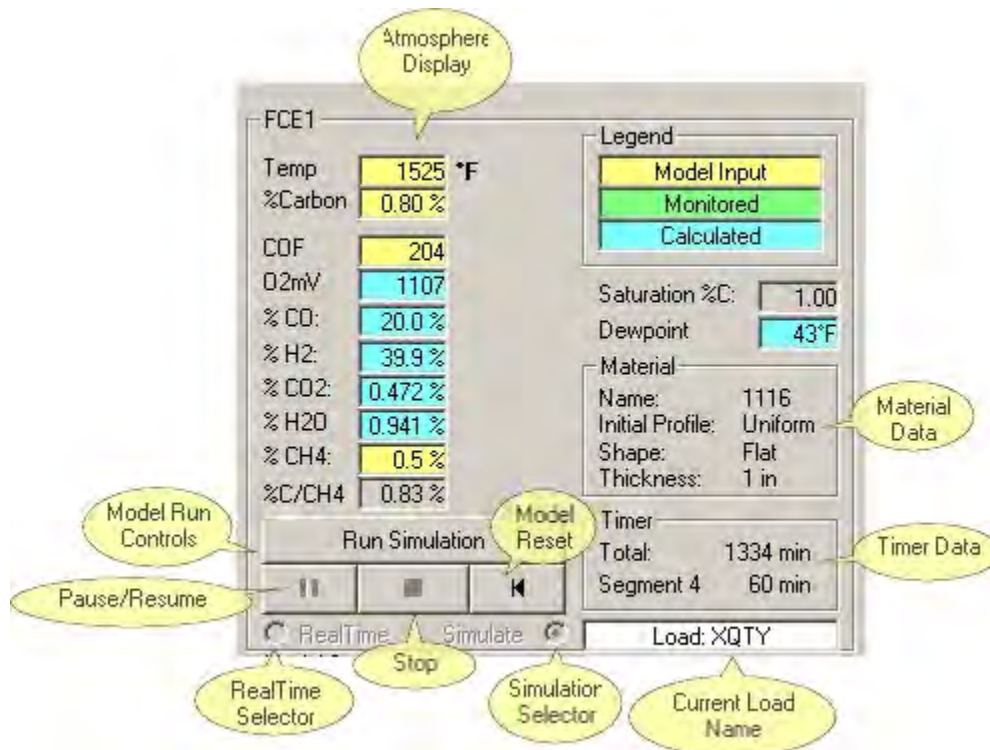 Atmosphere
Display
FCE1
Temp 1525 °F
%Carbon 0.80 %
COF 204
O2mV 1107
% CO: 20.0 %
% H2: 39.9 %
% CO2: 0.472 %
% H2O 0.941 %
% CH4: 0.5 %
%C/CH4 0.83 %
Legend
Model Input
Monitored
Calculated
Saturation %C: 1.00
Dewpoint 43°F
Material
Name: 1116
Initial Profile: Uniform
Shape: Flat
Thickness: 1 in
Material
Data
Model Run
Controls
Run Simulation
Model
Reset
Timer
Total: 1334 min
Segment 4 60 min
Timer Data
Pause/Resume
RealTime Simulate
Load: XQTY
Stop
RealTime
Selector
Simulation
Selector
Current Load
Name